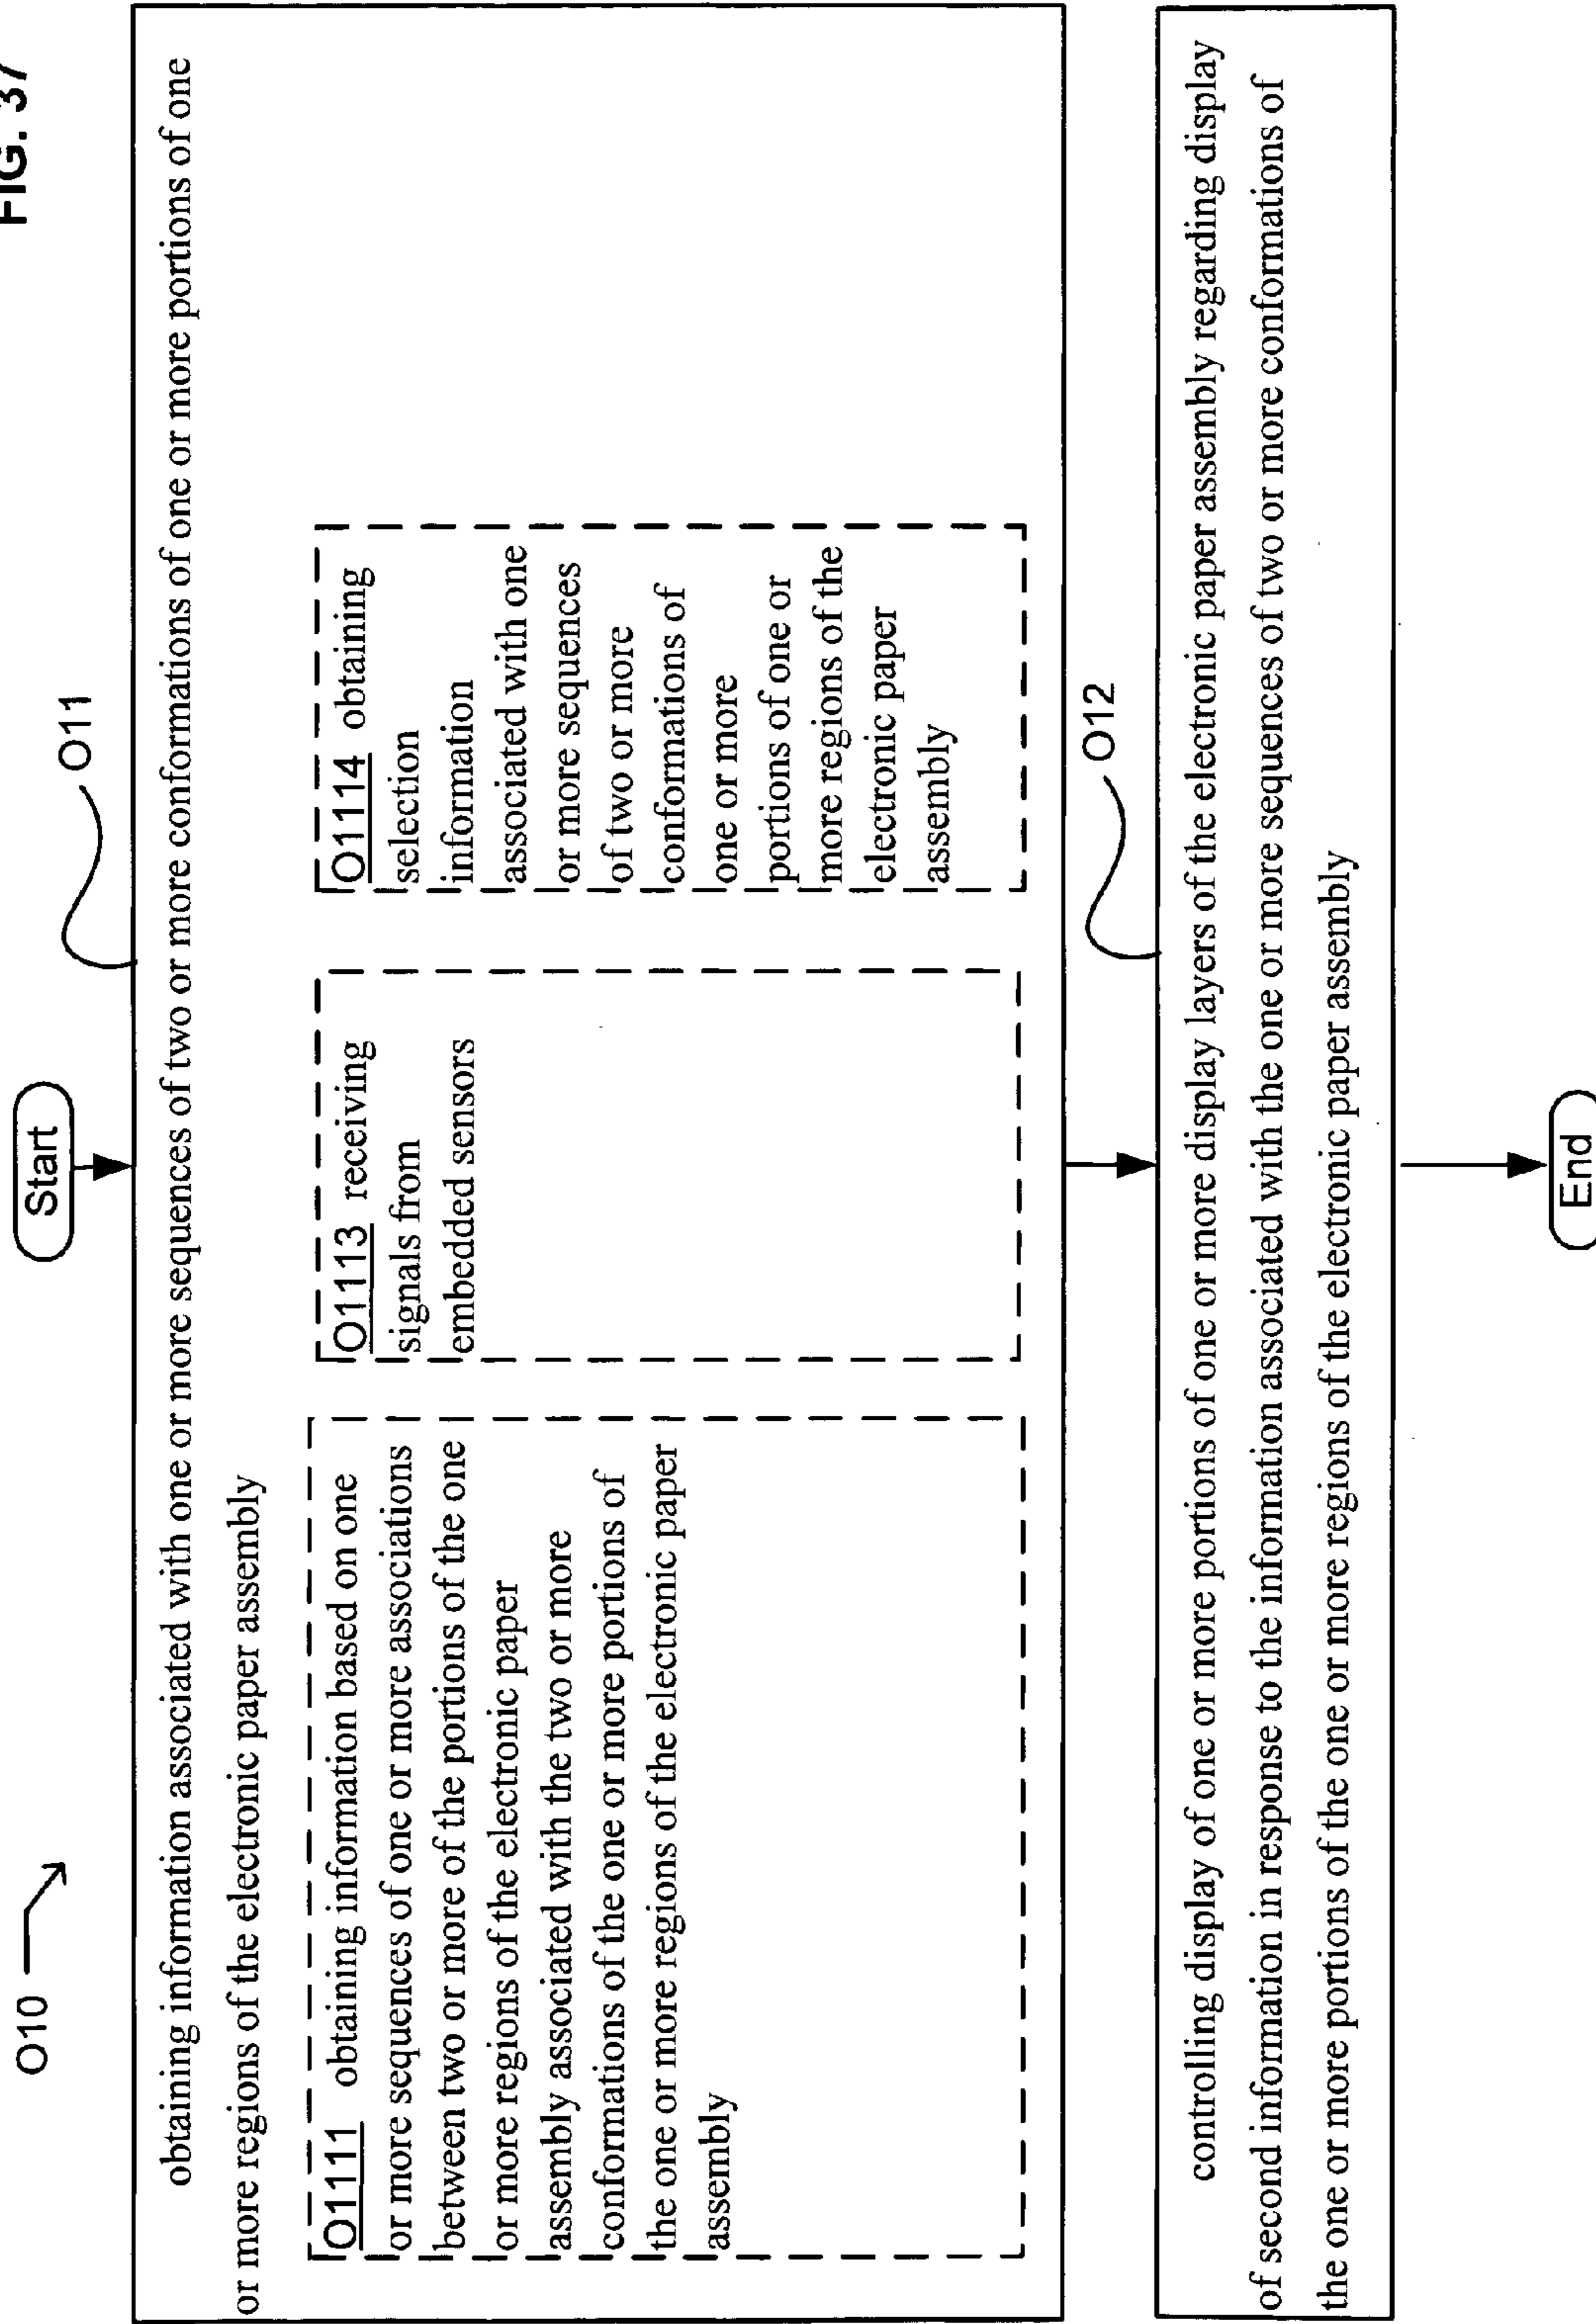 FIG. 37
O10
Start
O11
obtaining information associated with one or more sequences of two or more conformations of one or more portions of one
or more regions of the electronic paper assembly
O1111 obtaining information based on one
or more sequences of one or more associations
between two or more of the portions of the one
or more regions of the electronic paper
assembly associated with the two or more
conformations of the one or more portions of
the one or more regions of the electronic paper
assembly
O1113 receiving
signals from
embedded sensors
O1114 obtaining
selection
information
associated with one
or more sequences
of two or more
conformations of
one or more
portions of one or
more regions of the
electronic paper
assembly
O12
controlling display of one or more portions of one or more display layers of the electronic paper assembly regarding display
of second information in response to the information associated with the one or more sequences of two or more conformations of
the one or more portions of the one or more regions of the electronic paper assembly
End